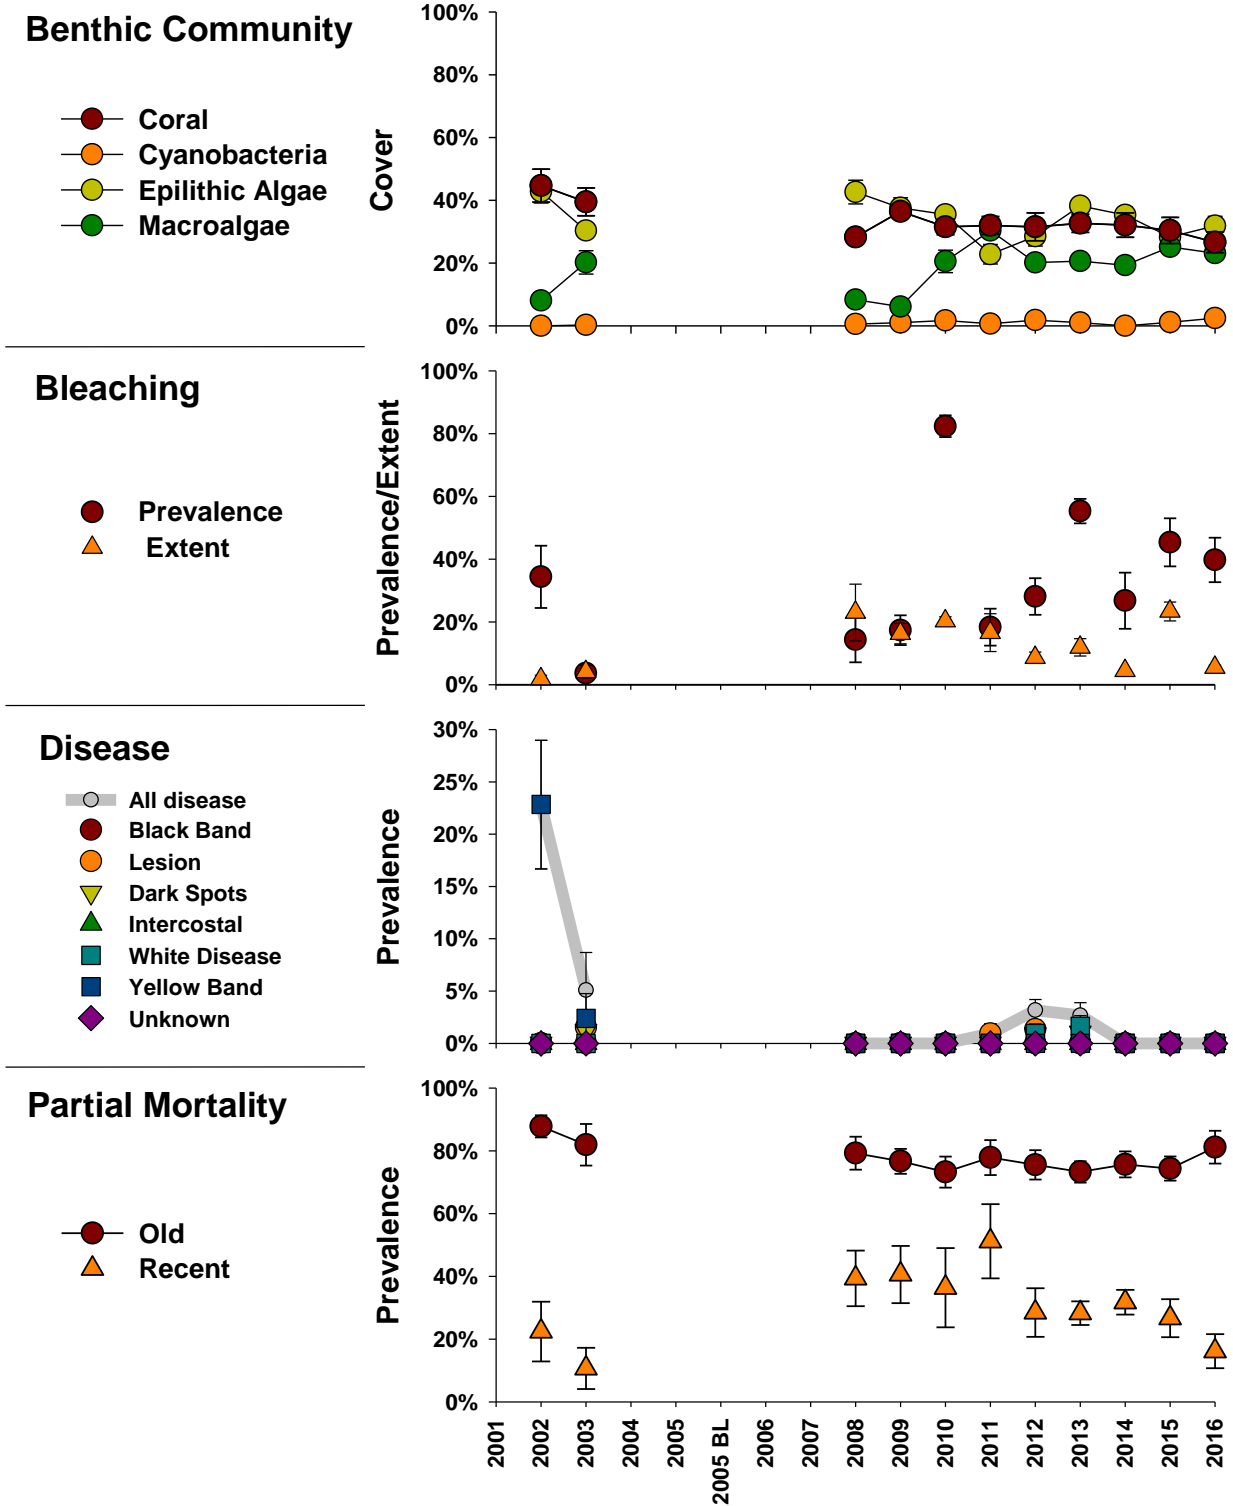 Benthic Community
Coral
Cyanobacteria
Epilithic Algae
Macroalgae
Cover
100%
80%
60%
40%
20%
0%
Bleaching
Prevalence
Extent
Prevalence/Extent
100%
80%
60%
40%
20%
0%
Disease
All disease
Black Band
Lesion
Dark Spots
Intercostal
White Disease
Yellow Band
Unknown
Prevalence
30%
25%
20%
15%
10%
5%
0%
Partial Mortality
Old
Recent
Prevalence
100%
80%
60%
40%
20%
0%
2001
2002
2003
2004
2005
2005 BL
2006
2007
2008
2009
2010
2011
2012
2013
2014
2015
2016